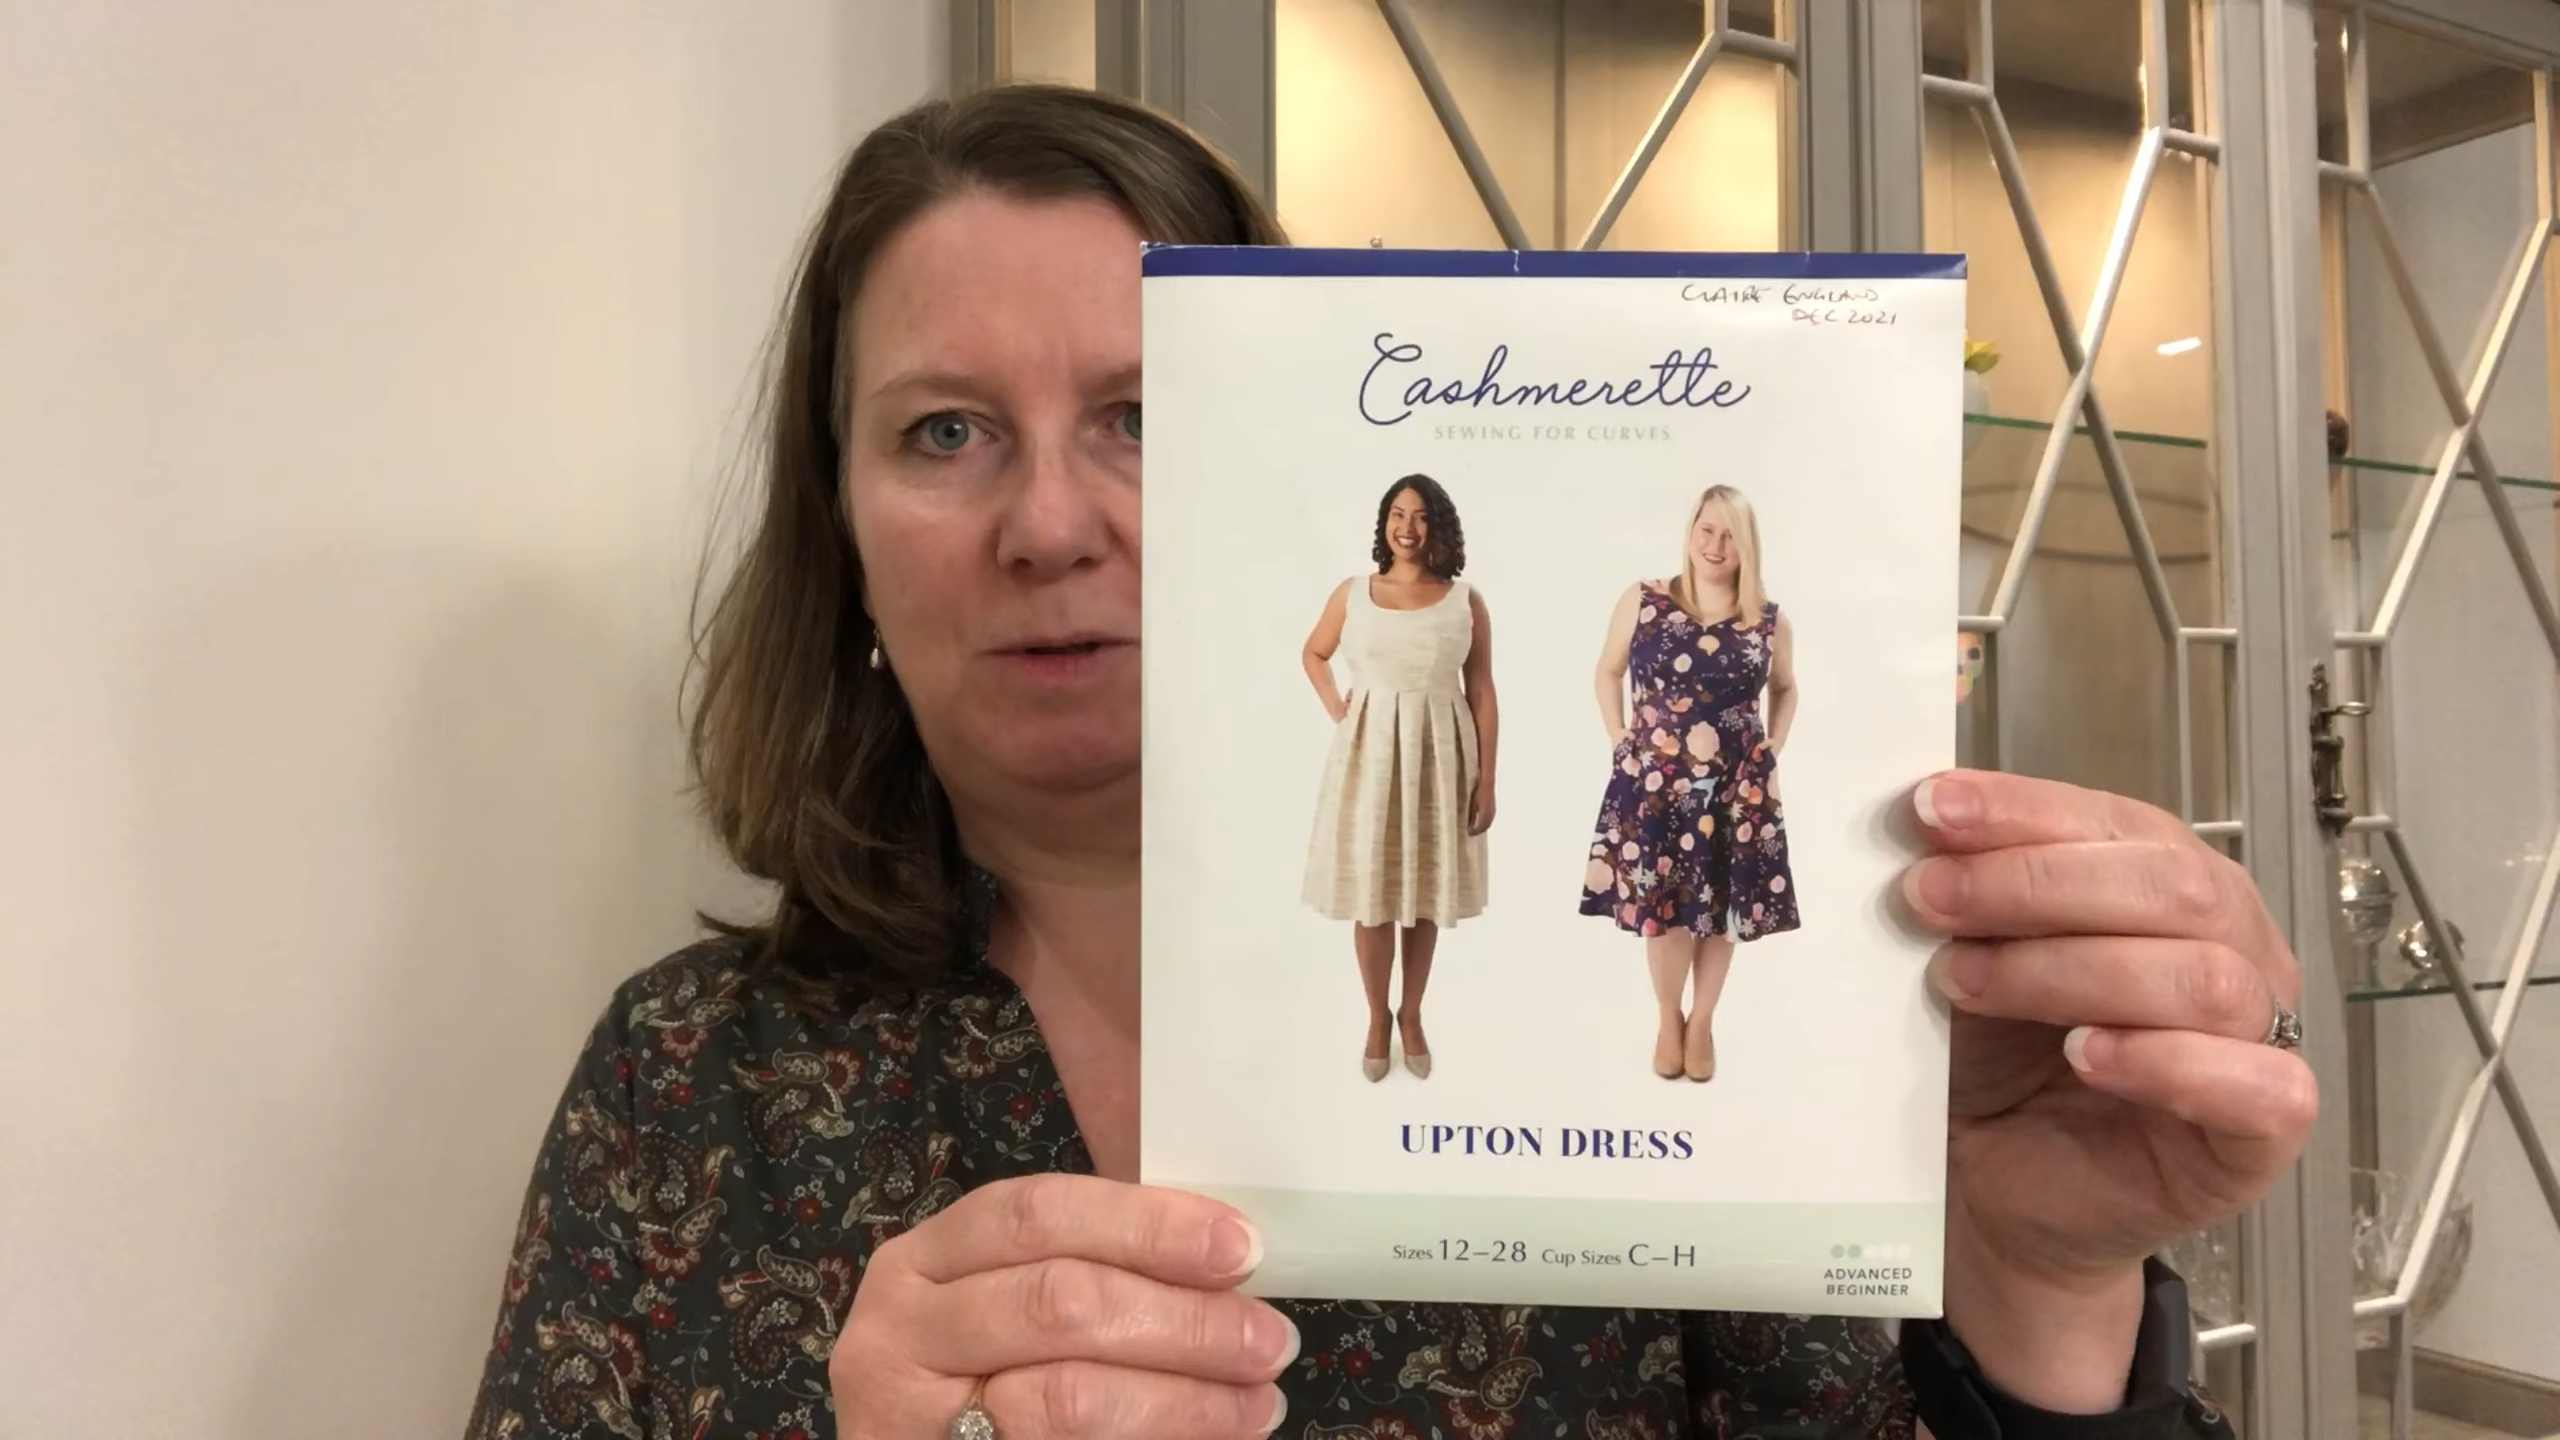 CLAIRE ENGLAND
DEC 2021
Cashmerette
SEWING FOR CURVES
UPTON DRESS
Sizes 12–28 Cup Sizes C–H
ADVANCED
BEGINNER